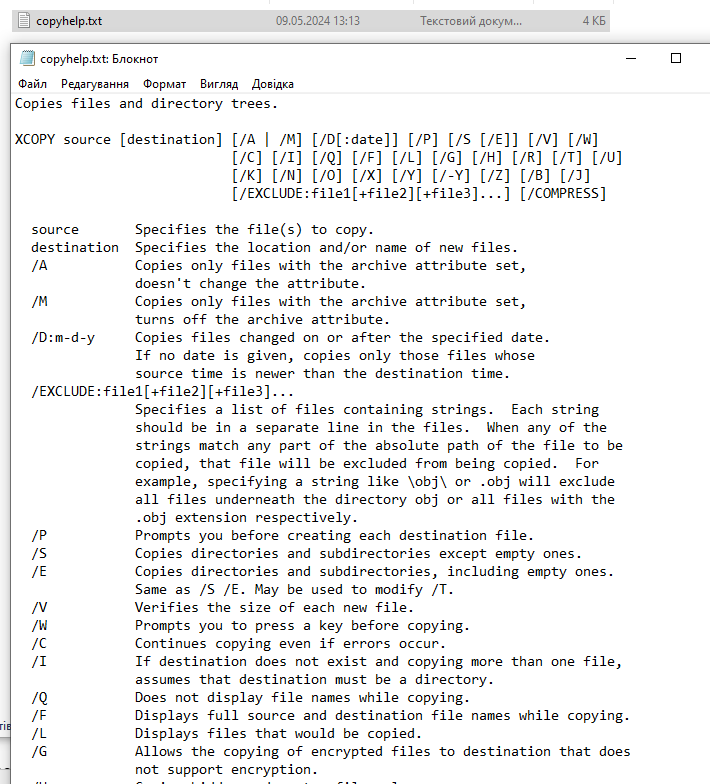 copyhelp.txt 09.05.2024 13:13 Текстовий докум... 4 КБ
copyhelp.txt: Блокнот
Файл Редагування Формат Вигляд Довідка
Copies files and directory trees.
XCOPY source [destination] [/A | /M] [/D[:date]] [/P] [/S [/E]] [/V] [/W]
[/C] [/I] [/Q] [/F] [/L] [/G] [/H] [/R] [/T] [/U]
[/K] [/N] [/O] [/X] [/Y] [/-Y] [/Z] [/B] [/J]
[/EXCLUDE:file1[+file2][+file3]...] [/COMPRESS]
source Specifies the file(s) to copy.
destination Specifies the location and/or name of new files.
/A Copies only files with the archive attribute set,
doesn't change the attribute.
/M Copies only files with the archive attribute set,
turns off the archive attribute.
/D:m-d-y Copies files changed on or after the specified date.
If no date is given, copies only those files whose
source time is newer than the destination time.
/EXCLUDE:file1[+file2][+file3]...
Specifies a list of files containing strings.  Each string
should be in a separate line in the files.  When any of the
strings match any part of the absolute path of the file to be
copied, that file will be excluded from being copied.  For
example, specifying a string like \obj\ or .obj will exclude
all files underneath the directory obj or all files with the
.obj extension respectively.
/P Prompts you before creating each destination file.
/S Copies directories and subdirectories except empty ones.
/E Copies directories and subdirectories, including empty ones.
Same as /S /E. May be used to modify /T.
/V Verifies the size of each new file.
/W Prompts you to press a key before copying.
/C Continues copying even if errors occur.
/I If destination does not exist and copying more than one file,
assumes that destination must be a directory.
/Q Does not display file names while copying.
/F Displays full source and destination file names while copying.
/L Displays files that would be copied.
/G Allows the copying of encrypted files to destination that does
not support encryption.